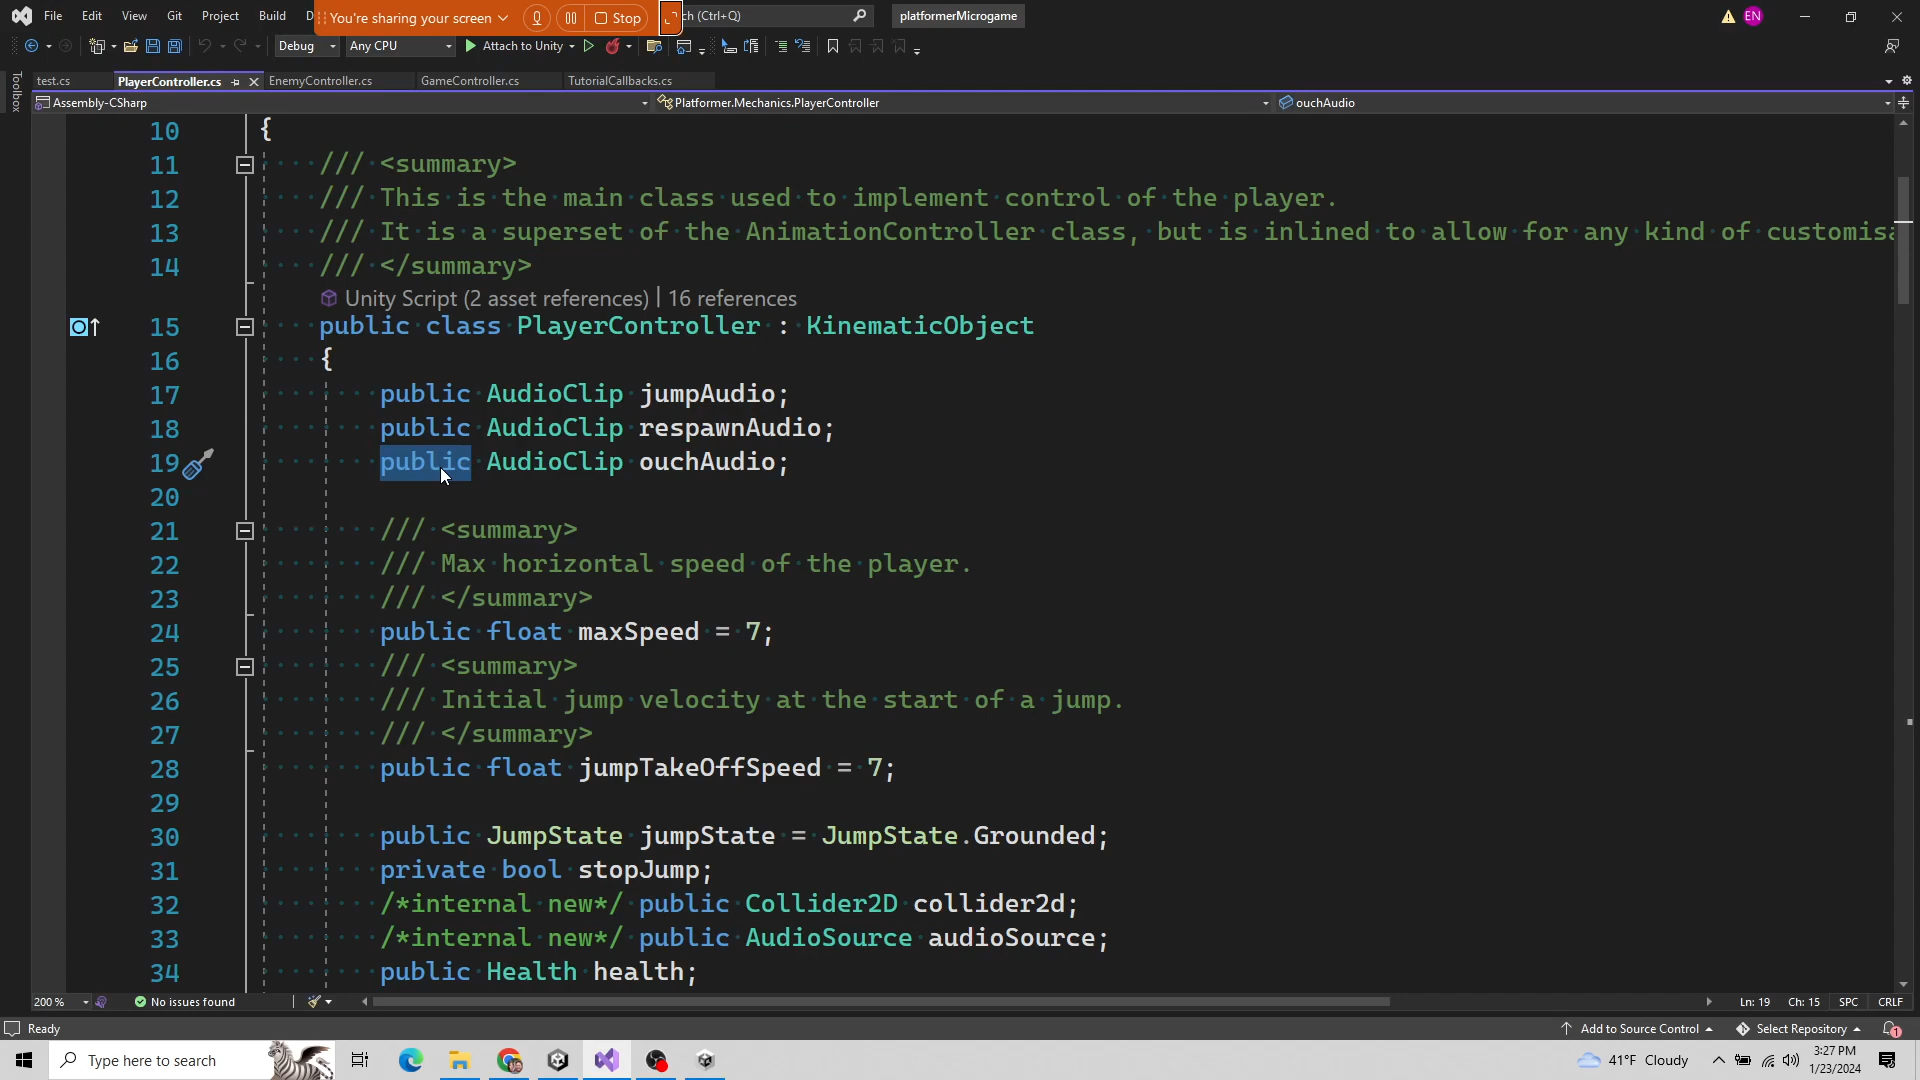 File Edit View Git Project Build
You're sharing your screen Stop
ch (Ctrl+Q)
platformerMicrogame
EN
Debug Any CPU Attach to Unity
test.cs PlayerController.cs EnemyController.cs GameController.cs TutorialCallbacks.cs
Toolbox
Assembly-CSharp Platformer.Mechanics.PlayerController ouchAudio
10 {
11 /// <summary>
12 /// This is the main class used to implement control of the player.
13 /// It is a superset of the AnimationController class, but is inlined to allow for any kind of customisa
14 /// </summary>
Unity Script (2 asset references) | 16 references
15 public class PlayerController : KinematicObject
16 {
17 public AudioClip jumpAudio;
18 public AudioClip respawnAudio;
19 public AudioClip ouchAudio;
20
21 /// <summary>
22 /// Max horizontal speed of the player.
23 /// </summary>
24 public float maxSpeed = 7;
25 /// <summary>
26 /// Initial jump velocity at the start of a jump.
27 /// </summary>
28 public float jumpTakeOffSpeed = 7;
29
30 public JumpState jumpState = JumpState.Grounded;
31 private bool stopJump;
32 /*internal new*/ public Collider2D collider2d;
33 /*internal new*/ public AudioSource audioSource;
34 public Health health;
200 % No issues found Ln: 19 Ch: 15 SPC CRLF
Ready Add to Source Control Select Repository 1
Type here to search 41°F Cloudy 3:27 PM
1/23/2024